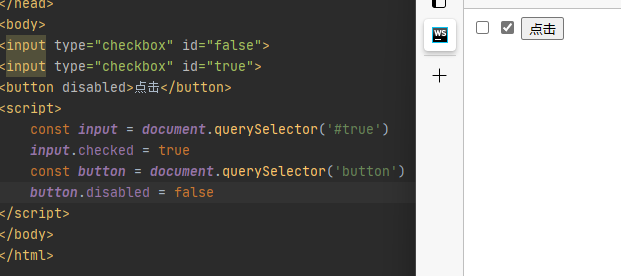 </head>
<body>
<input type="checkbox" id="false">
<input type="checkbox" id="true">
<button disabled>点击</button>
<script>
    const input = document.querySelector('#true')
    input.checked = true
    const button = document.querySelector('button')
    button.disabled = false
</script>
</body>
</html>
WS
点击